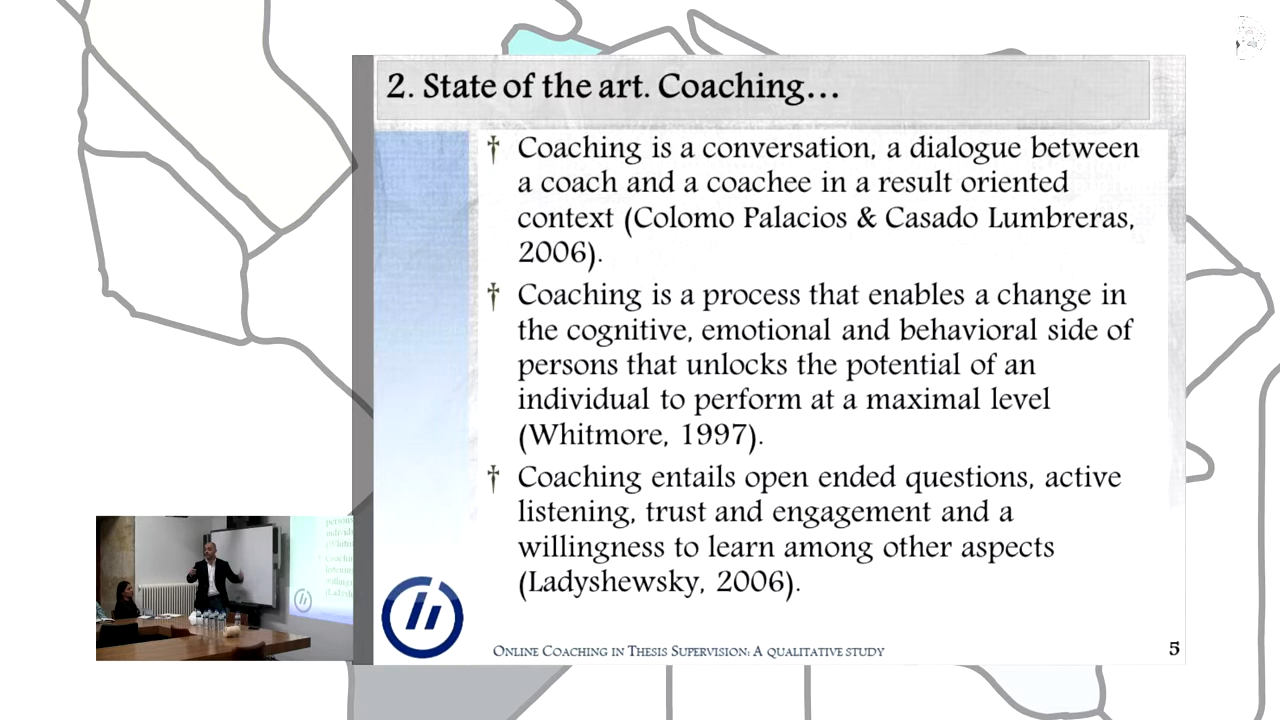 2. State of the art. Coaching...
† Coaching is a conversation, a dialogue between
a coach and a coachee in a result oriented
context (Colomo Palacios & Casado Lumbreras,
2006).
† Coaching is a process that enables a change in
the cognitive, emotional and behavioral side of
persons that unlocks the potential of an
individual to perform at a maximal level
(Whitmore, 1997).
† Coaching entails open ended questions, active
listening, trust and engagement and a
willingness to learn among other aspects
(Ladyshewsky, 2006).
ONLINE COACHING IN THESIS SUPERVISION: A QUALITATIVE STUDY
5